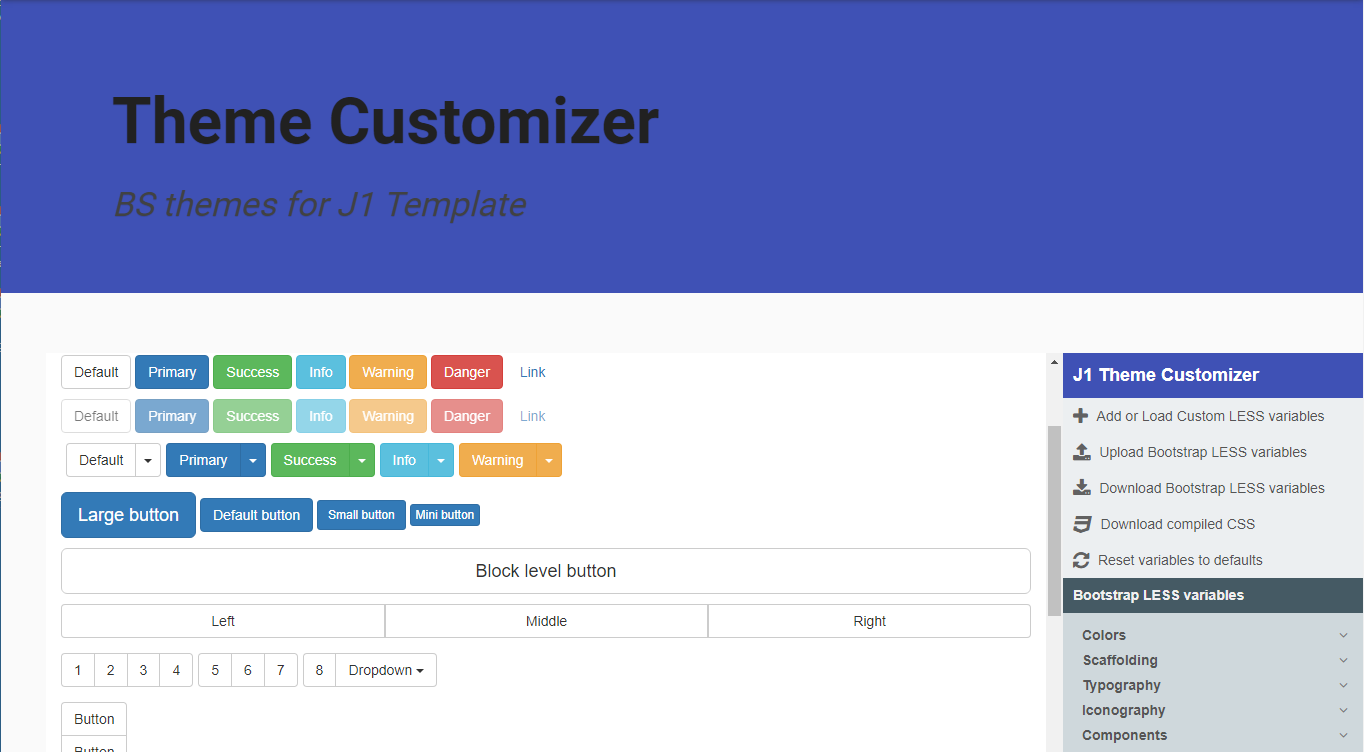 Theme Customizer
BS themes for J1 Template
Default Primary Success Info Warning Danger Link
Default Primary Success Info Warning Danger Link
Default Primary Success Info Warning
Large button Default button Small button Mini button
Block level button
Left Middle Right
1 2 3 4 5 6 7 8 Dropdown
Button
Button
J1 Theme Customizer
Add or Load Custom LESS variables
Upload Bootstrap LESS variables
Download Bootstrap LESS variables
Download compiled CSS
Reset variables to defaults
Bootstrap LESS variables
Colors
Scaffolding
Typography
Iconography
Components